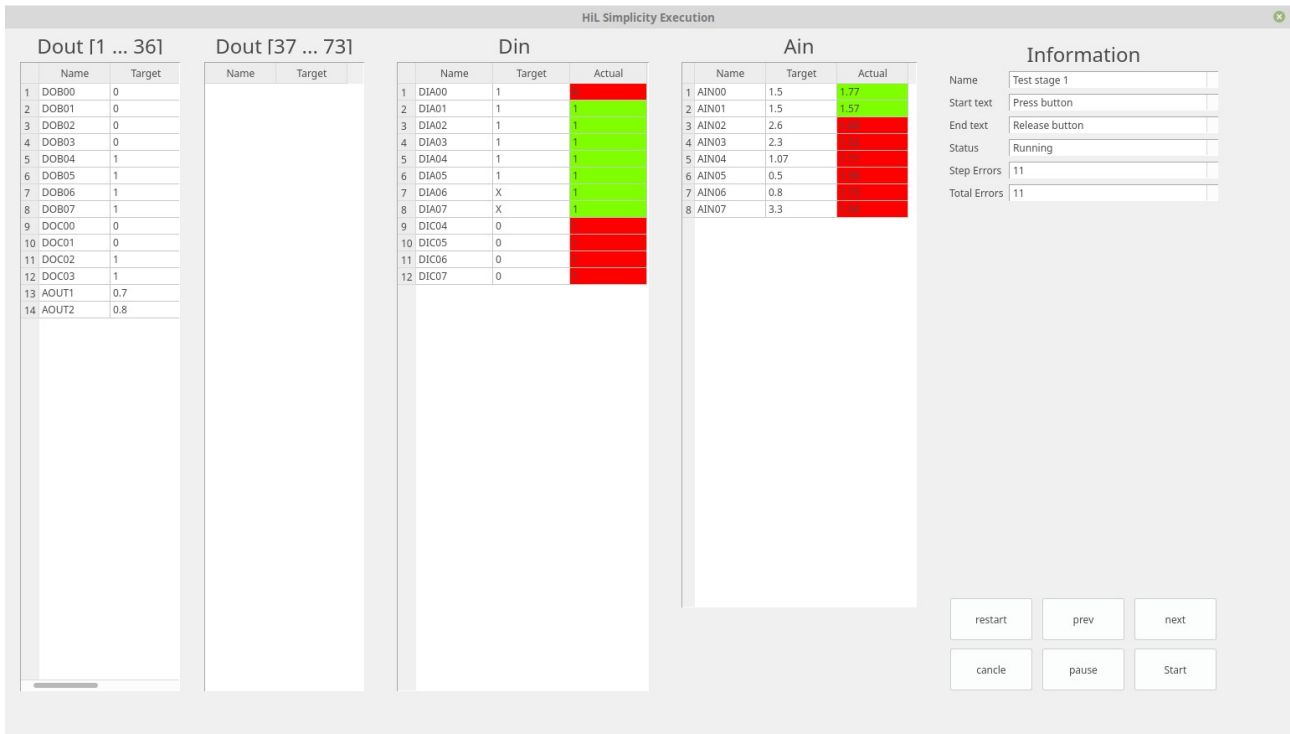 HiL Simplicity Execution
Dout [1 ... 36]
Name Target
1 DOB00 0
2 DOB01 0
3 DOB02 0
4 DOB03 0
5 DOB04 1
6 DOB05 1
7 DOB06 1
8 DOB07 1
9 DOC00 0
10 DOC01 0
11 DOC02 1
12 DOC03 1
13 AOUT1 0.7
14 AOUT2 0.8
Dout [37 ... 73]
Name Target
Din
Name Target Actual
1 DIA00 1
2 DIA01 1 1
3 DIA02 1 1
4 DIA03 1 1
5 DIA04 1 1
6 DIA05 1 1
7 DIA06 X 1
8 DIA07 X 1
9 DIC04 0
10 DIC05 0
11 DIC06 0
12 DIC07 0
Ain
Name Target Actual
1 AIN00 1.5 1.77
2 AIN01 1.5 1.57
3 AIN02 2.6
4 AIN03 2.3
5 AIN04 1.07
6 AIN05 0.5
7 AIN06 0.8
8 AIN07 3.3
Information
Name Test stage 1
Start text Press button
End text Release button
Status Running
Step Errors 11
Total Errors 11
restart prev next
cancle pause Start